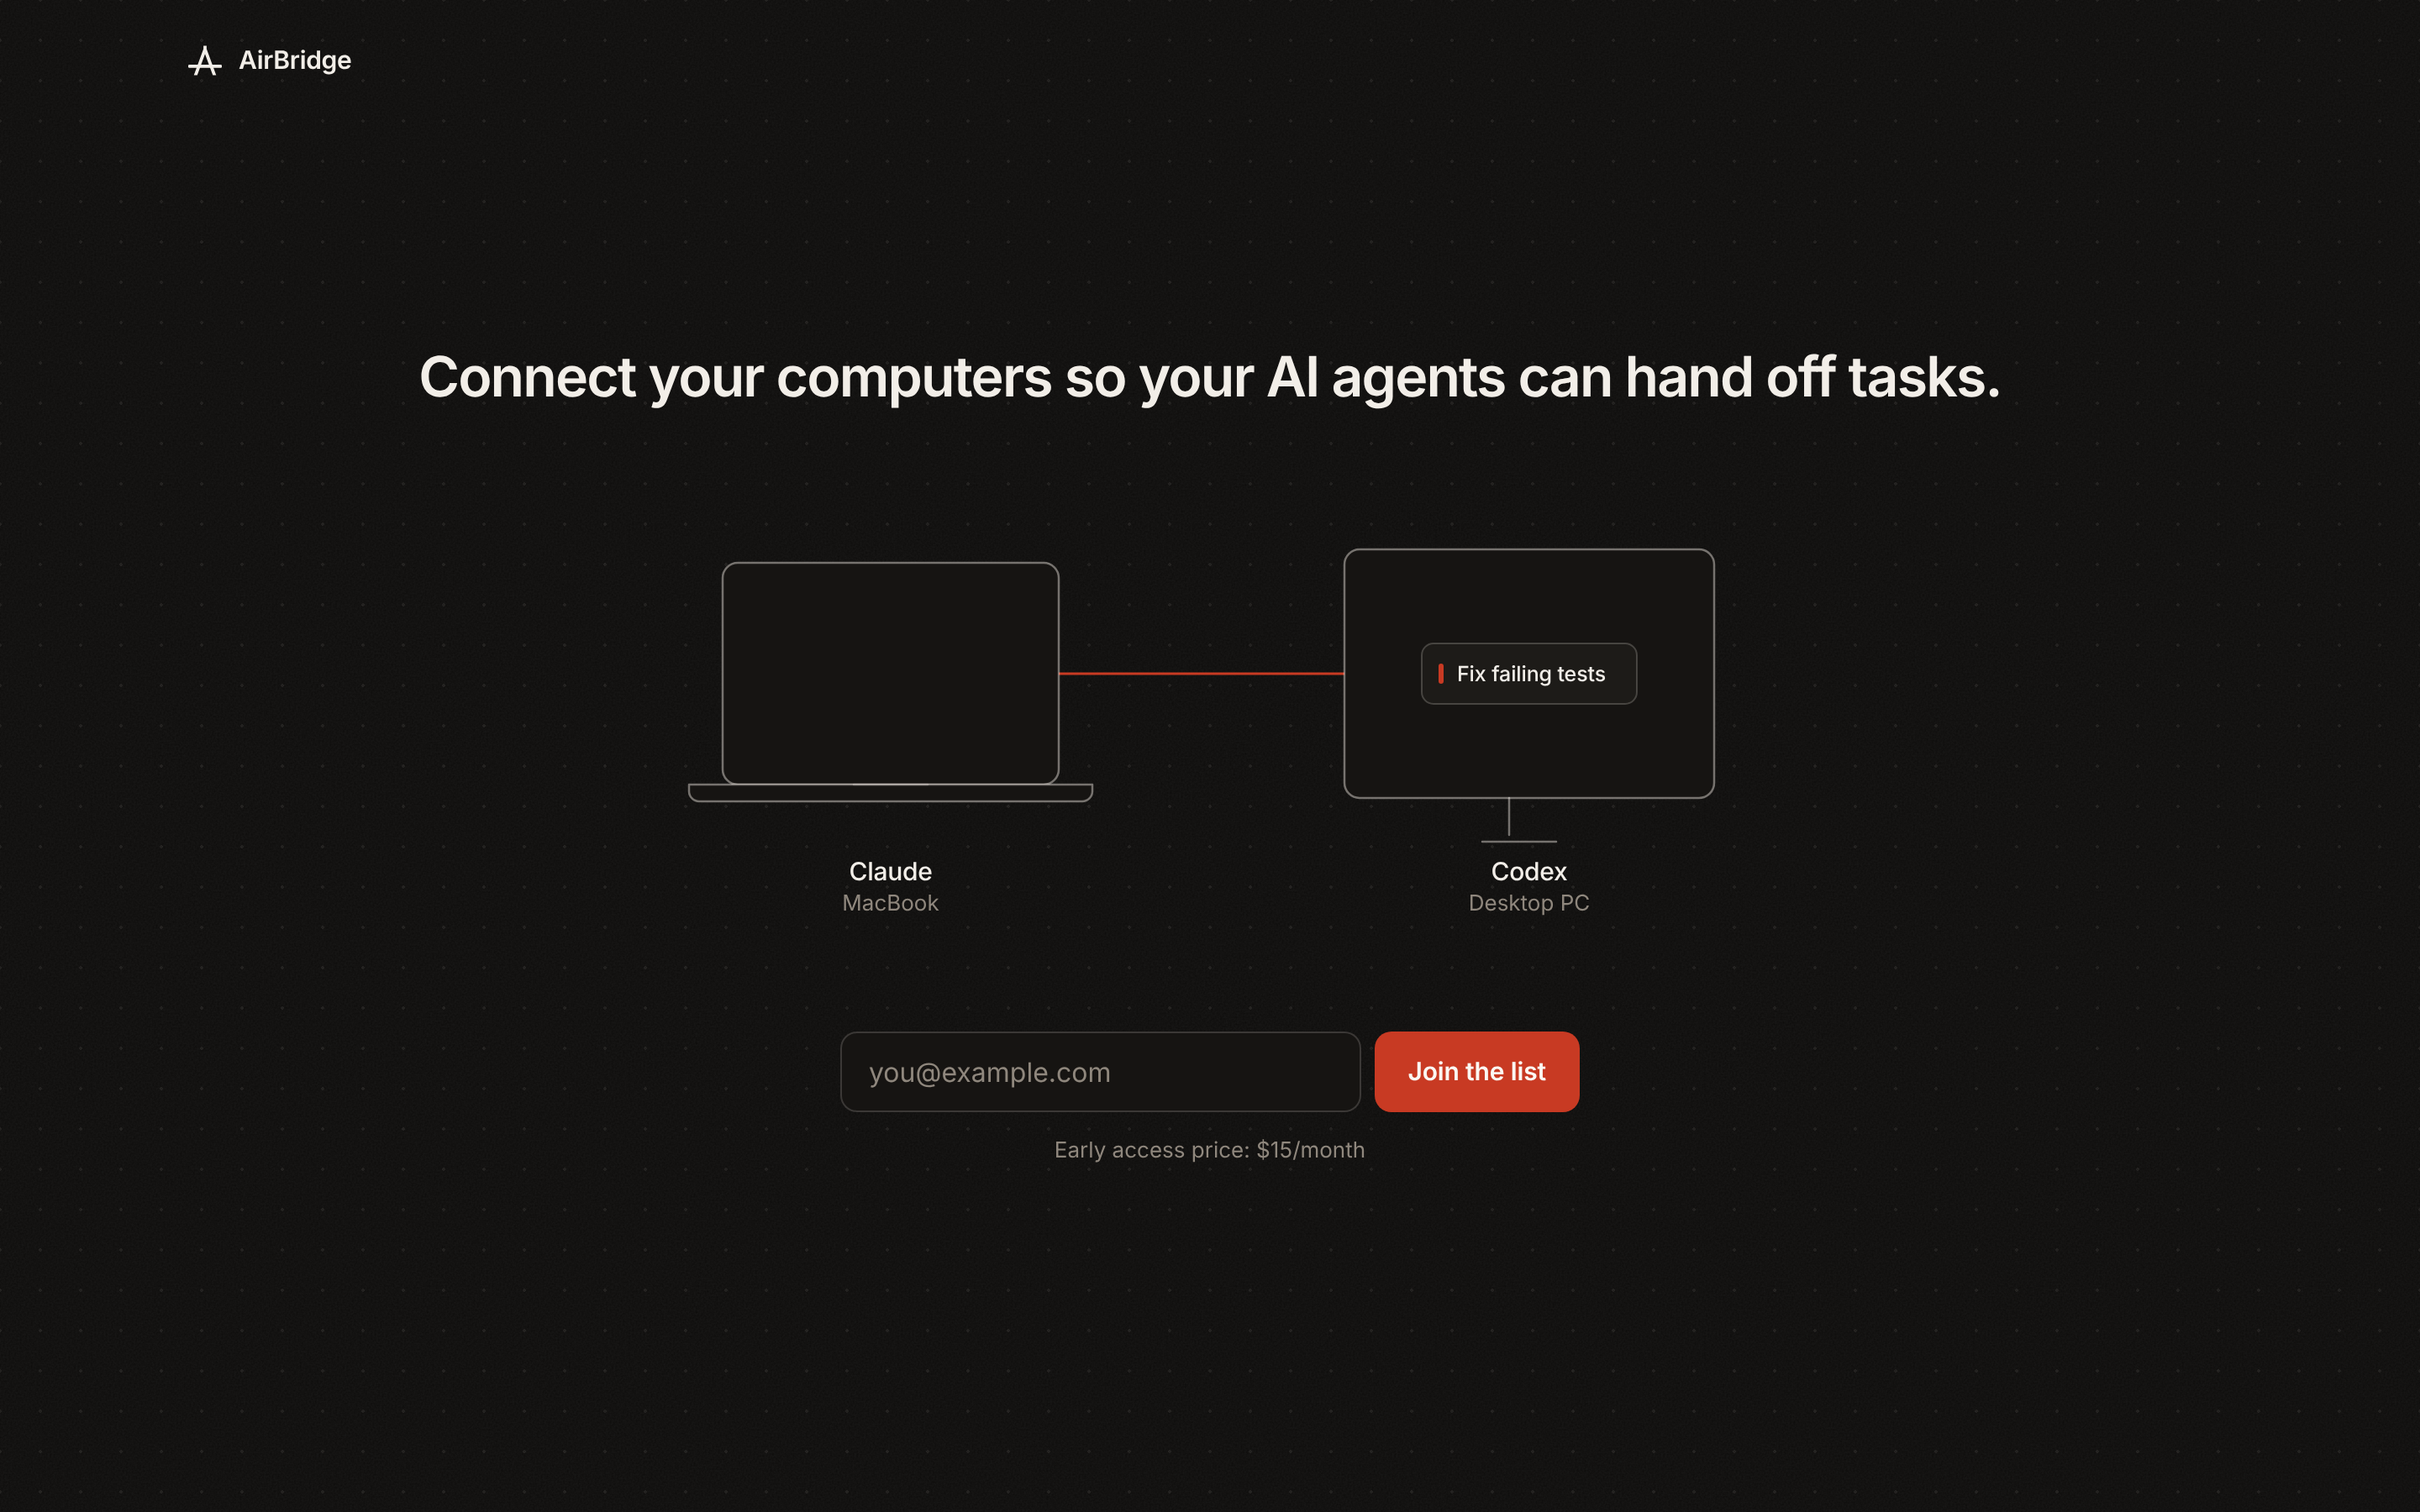 AirBridge
Connect your computers so your AI agents can hand off tasks.
Fix failing tests
Claude
MacBook
Codex
Desktop PC
you@example.com
Join the list
Early access price: $15/month